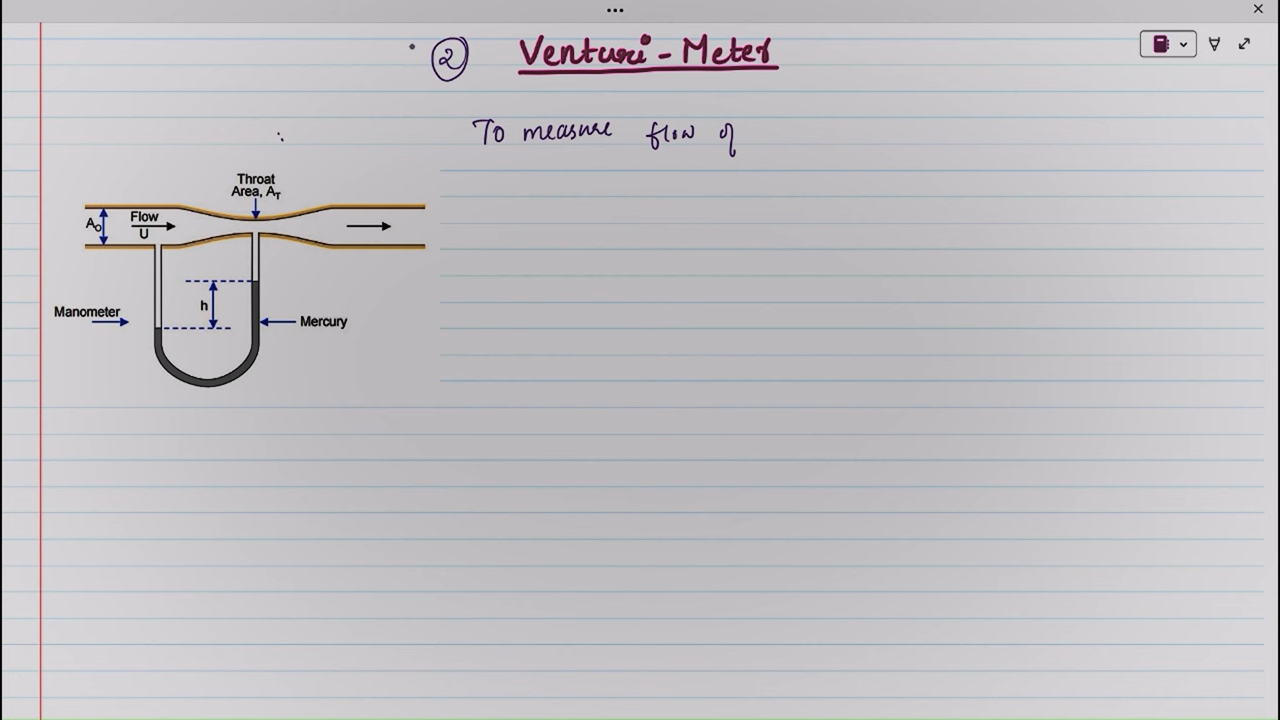 ② Venturi-Meter
To measure flow of
Throat
Area, A_T
A_o
Flow
U
h
Manometer
Mercury